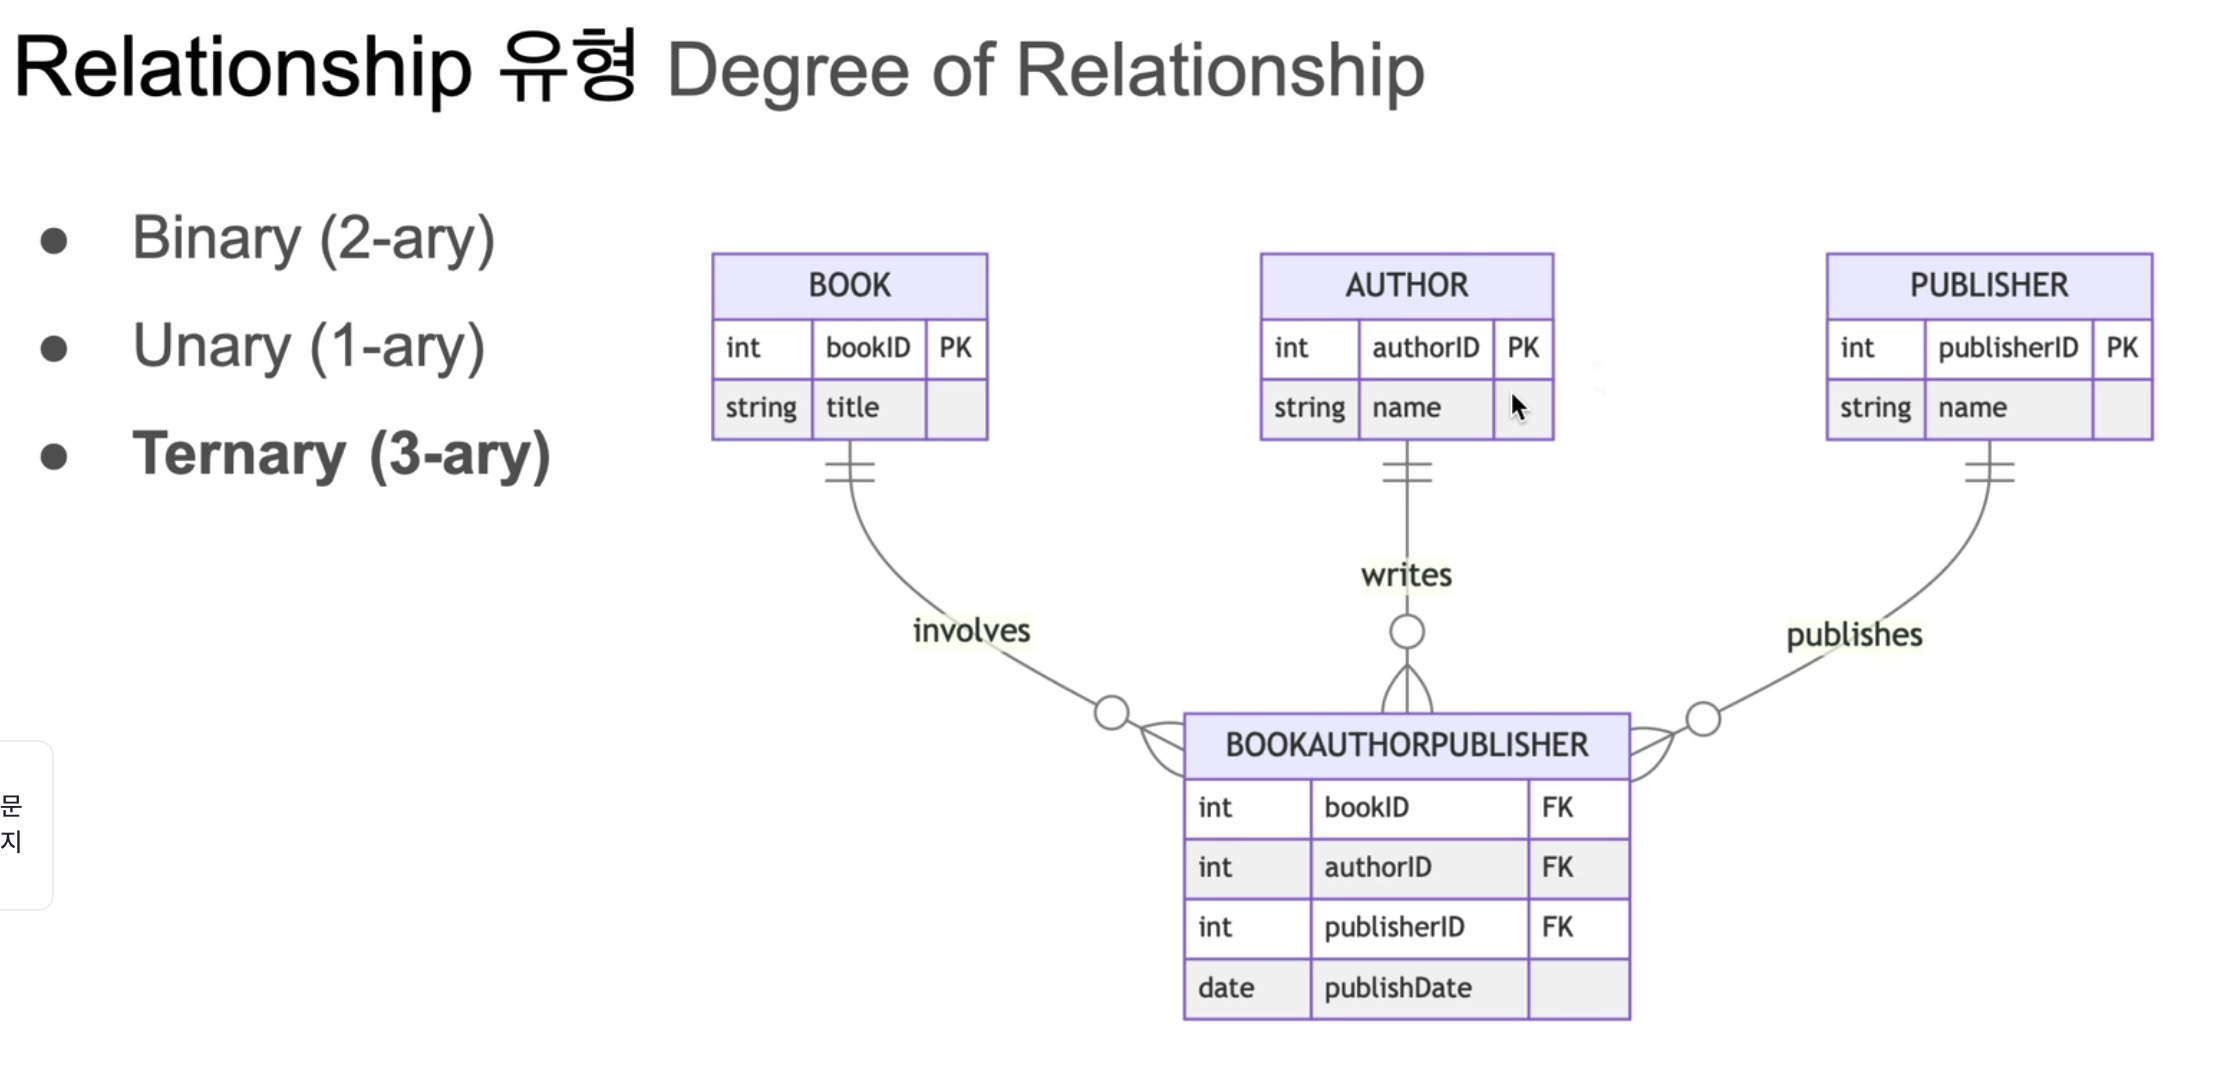 Relationship 유형 Degree of Relationship
● Binary (2-ary)
● Unary (1-ary)
● Ternary (3-ary)
BOOK
int bookID PK
string title
AUTHOR
int authorID PK
string name
PUBLISHER
int publisherID PK
string name
involves
writes
publishes
BOOKAUTHORPUBLISHER
int bookID FK
int authorID FK
int publisherID FK
date publishDate
문
지